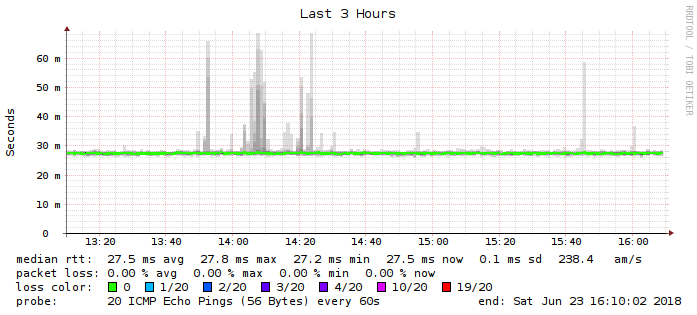 Last 3 Hours
RRDTOOL / TOBI OETIKER
Seconds
60 m
50 m
40 m
30 m
20 m
10 m
0
13:20 13:40 14:00 14:20 14:40 15:00 15:20 15:40 16:00
median rtt: 27.5 ms avg 27.8 ms max 27.2 ms min 27.5 ms now 0.1 ms sd 238.4 am/s
packet loss: 0.00 % avg 0.00 % max 0.00 % min 0.00 % now
loss color: 0 1/20 2/20 3/20 4/20 10/20 19/20
probe: 20 ICMP Echo Pings (56 Bytes) every 60s end: Sat Jun 23 16:10:02 2018